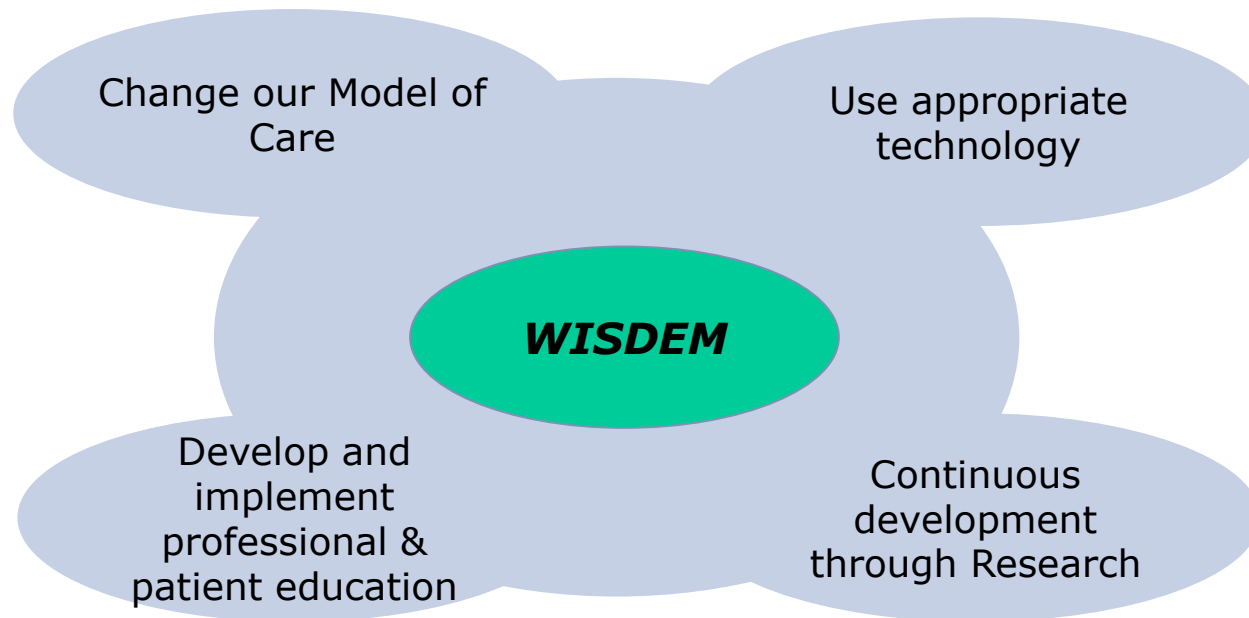 Change our Model of
Care
Use appropriate
technology
WISDEM
Develop and
implement
professional &
patient education
Continuous
development
through Research